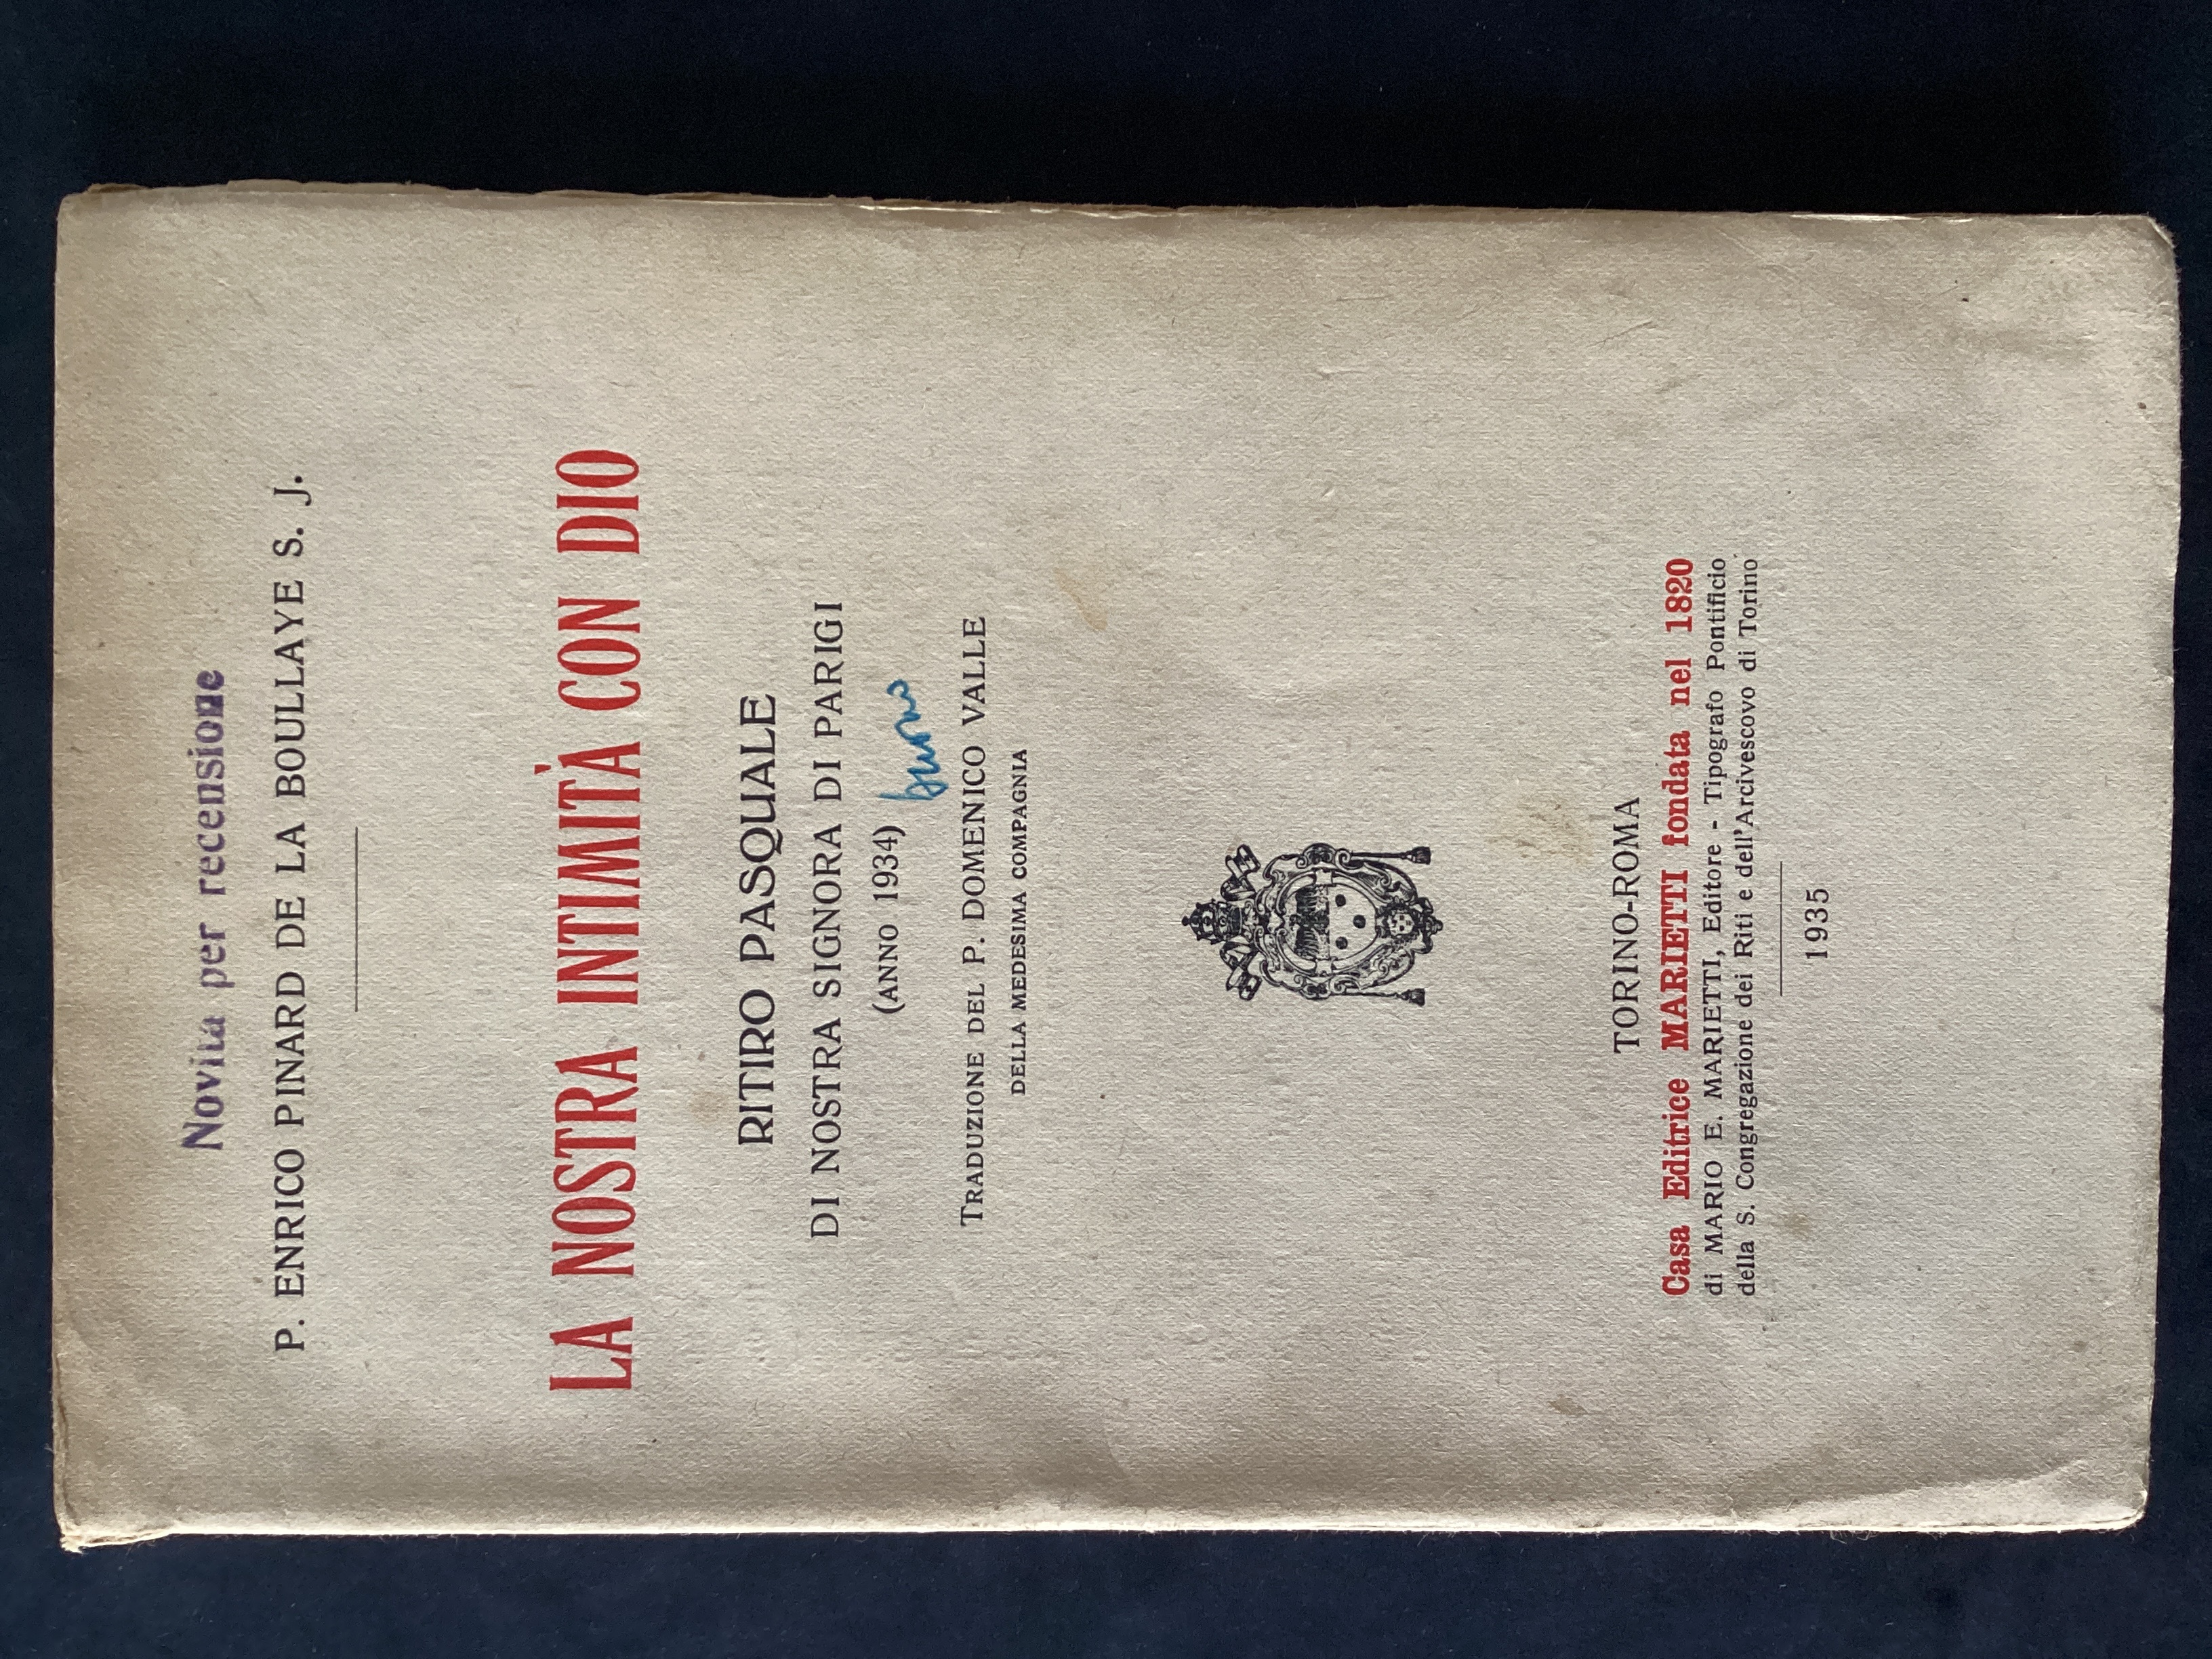 Novità per recensione
P. ENRICO PINARD DE LA BOULLAYE S. J.
LA NOSTRA INTIMITÀ CON DIO
RITIRO PASQUALE
DI NOSTRA SIGNORA DI PARIGI
(ANNO 1934)
TRADUZIONE DEL P. DOMENICO VALLE
DELLA MEDESIMA COMPAGNIA
TORINO-ROMA
Casa Editrice MARIETTI fondata nel 1820
di MARIO E. MARIETTI, Editore - Tipografo Pontificio
della S. Congregazione dei Riti e dell'Arcivescovo di Torino
1935